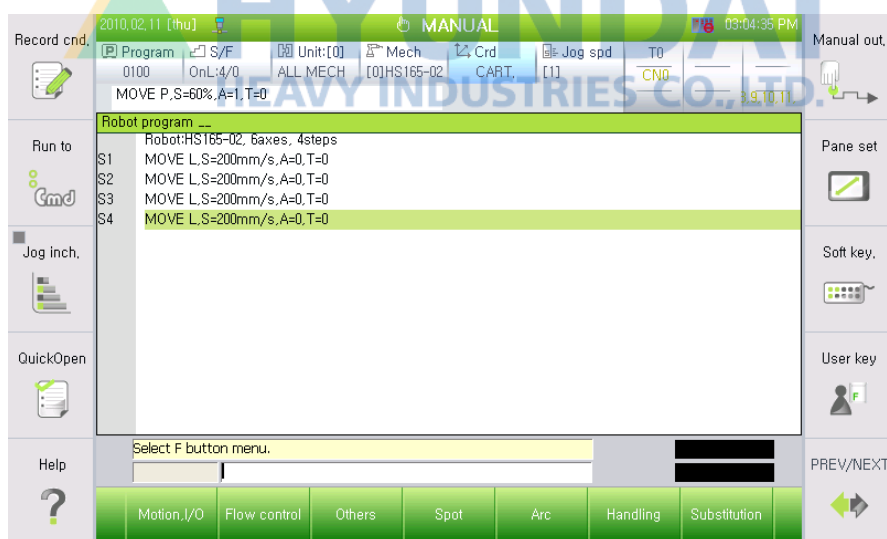 HYUNDAI
HEAVY INDUSTRIES CO., LTD.
2010,02,11 [thu] MANUAL 03:04:35 PM
Record cnd,
Manual out,
P Program S/F Unit:[0] Mech Crd Jog spd T0
0100 OnL:4/0 ALL MECH [0]HS165-02 CART, [1] CN0
MOVE P,S=60%,A=1,T=0 8,9,10,11,
Robot program __
Robot:HS165-02, 6axes, 4steps
S1 MOVE L,S=200mm/s,A=0,T=0
S2 MOVE L,S=200mm/s,A=0,T=0
S3 MOVE L,S=200mm/s,A=0,T=0
S4 MOVE L,S=200mm/s,A=0,T=0
Run to
Cmd
Pane set
Jog inch,
Soft key,
QuickOpen
User key
F
Select F button menu.
Help
?
PREV/NEXT
Motion,I/O Flow control Others Spot Arc Handling Substitution